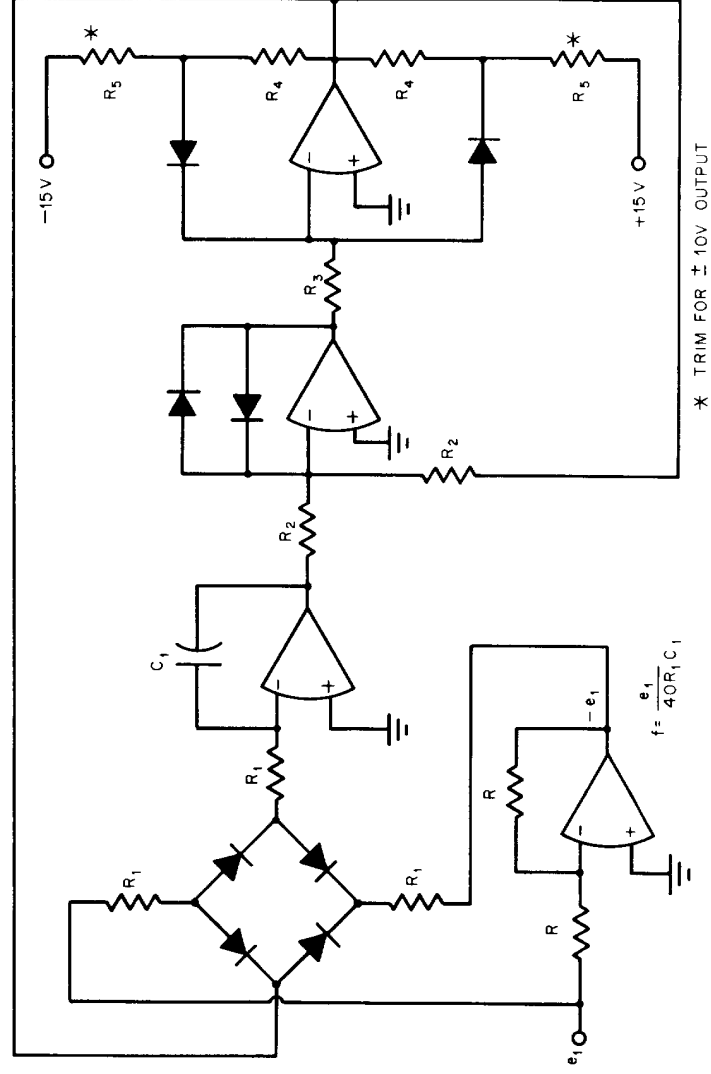 −15V
* R5
R4
R4
* R5
+15V
− +
R3
− +
R2
R2
C1
− +
R1
R1
R1
e1
R
R
− +
−e1
f= e1 / 40R1C1
* TRIM FOR ± 10V OUTPUT